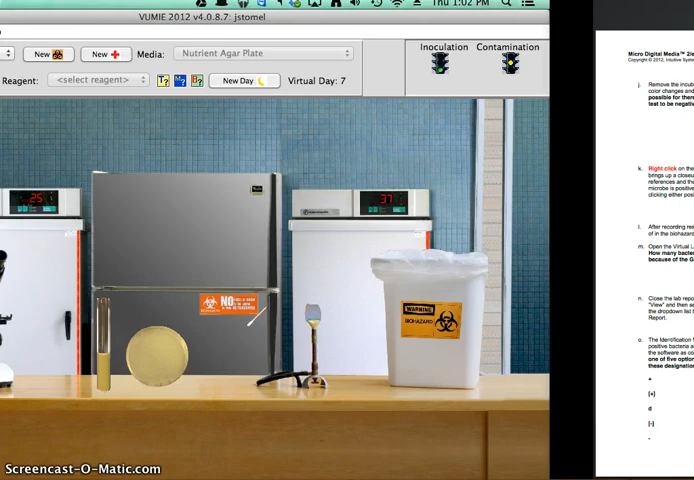 Thu 1:02 PM
VUMIE 2012 v4.0.8.7: jstomel
New
New
Media:
Nutrient Agar Plate
Inoculation
Contamination
Reagent:
<select reagent>
T?
M?
B?
New Day
Virtual Day: 7
25
37
NO
WARNING
BIOHAZARD
Screencast-O-Matic.com
Micro Digital Media™ 2ie
Copyright © 2012, Intuitive Syste
j. Remove the incub
color changes and
possible for there
test to be negativ
k. Right click on the
brings up a closeu
references and the
microbe is positive
clicking either posi
l. After recording res
of in the biohazar
m. Open the Virtual L
How many bacte
because of the G
n. Close the lab repo
"View" and then se
the dropdown list t
Report.
o. The Identification M
positive bacteria a
the software as co
one of five option
these designation
+
[+]
d
[-]
-